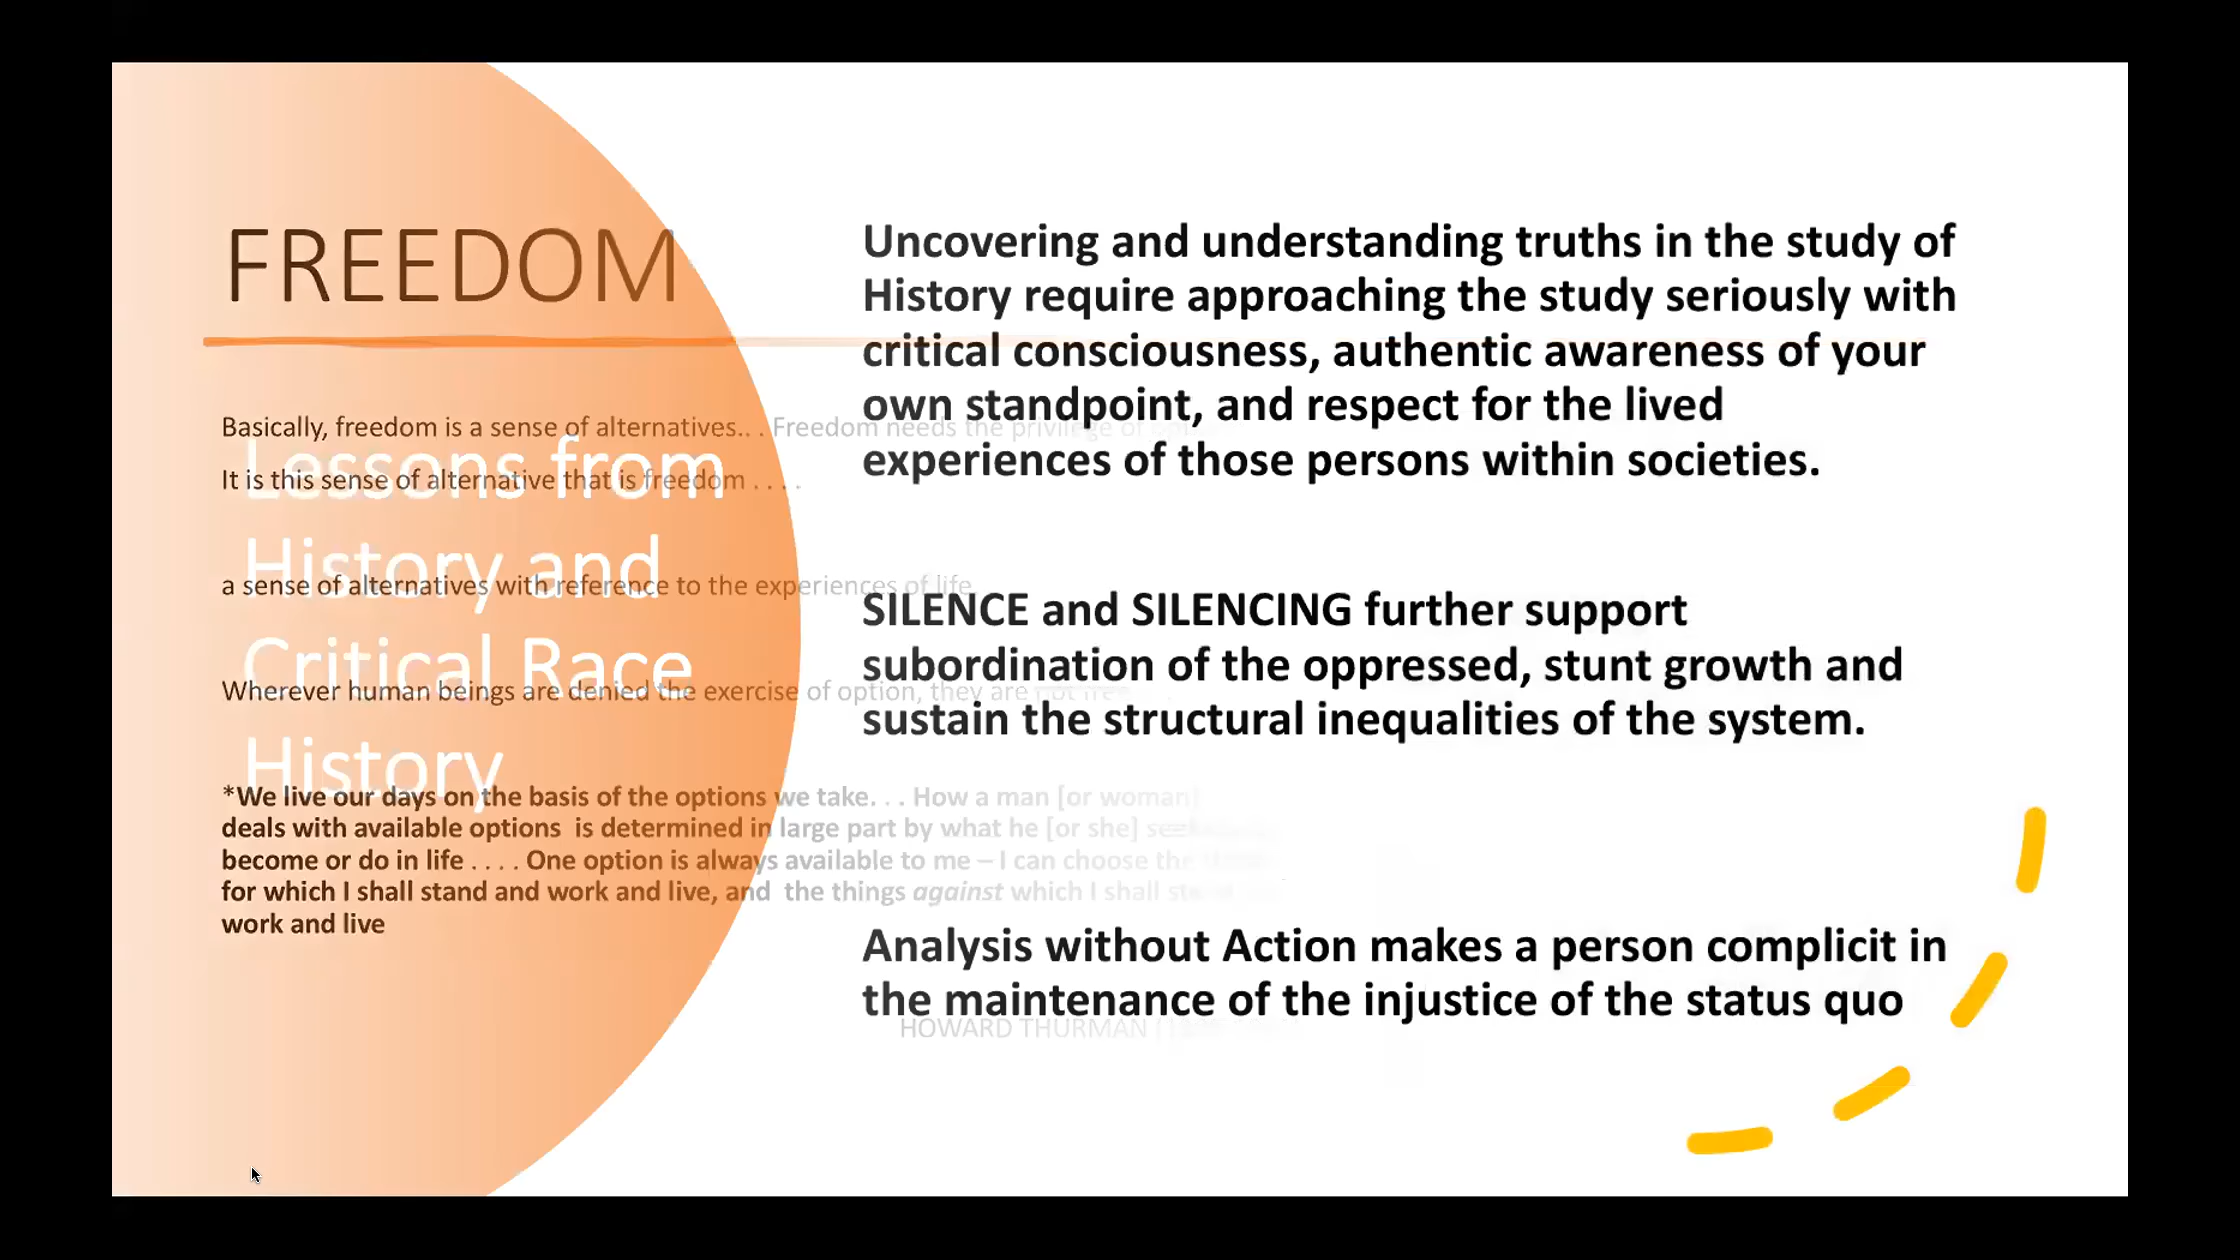 FREEDOM
Basically, freedom is a sense of alternatives.. . Freedom needs the privilege of
It is this sense of alternative that is freedom . . . .
a sense of alternatives with reference to the experiences of life
Wherever human beings are denied the exercise of option, they are not free
*We live our days on the basis of the options we take. . . How a man [or woman]
deals with available options is determined in large part by what he [or she]
become or do in life . . . . One option is always available to me – I can choose the
for which I shall stand and work and live, and the things against which I shall
work and live
HOWARD THURMAN
Lessons from
History and
Critical Race
History
Uncovering and understanding truths in the study of
History require approaching the study seriously with
critical consciousness, authentic awareness of your
own standpoint, and respect for the lived
experiences of those persons within societies.
SILENCE and SILENCING further support
subordination of the oppressed, stunt growth and
sustain the structural inequalities of the system.
Analysis without Action makes a person complicit in
the maintenance of the injustice of the status quo